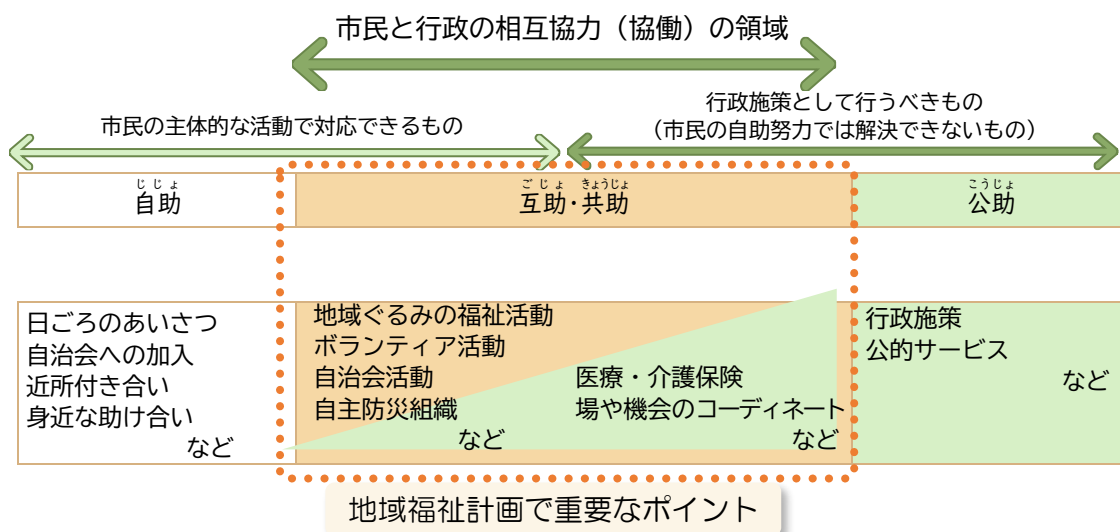 市民と行政の相互協力（協働）の領域
市民の主体的な活動で対応できるもの
行政施策として行うべきもの
（市民の自助努力では解決できないもの）
じじょ
自助
ごじょ きょうじょ
互助・共助
こうじょ
公助
日ごろのあいさつ
自治会への加入
近所付き合い
身近な助け合い
など
地域ぐるみの福祉活動
ボランティア活動
自治会活動
自主防災組織
など
医療・介護保険
場や機会のコーディネート
など
行政施策
公的サービス
など
地域福祉計画で重要なポイント